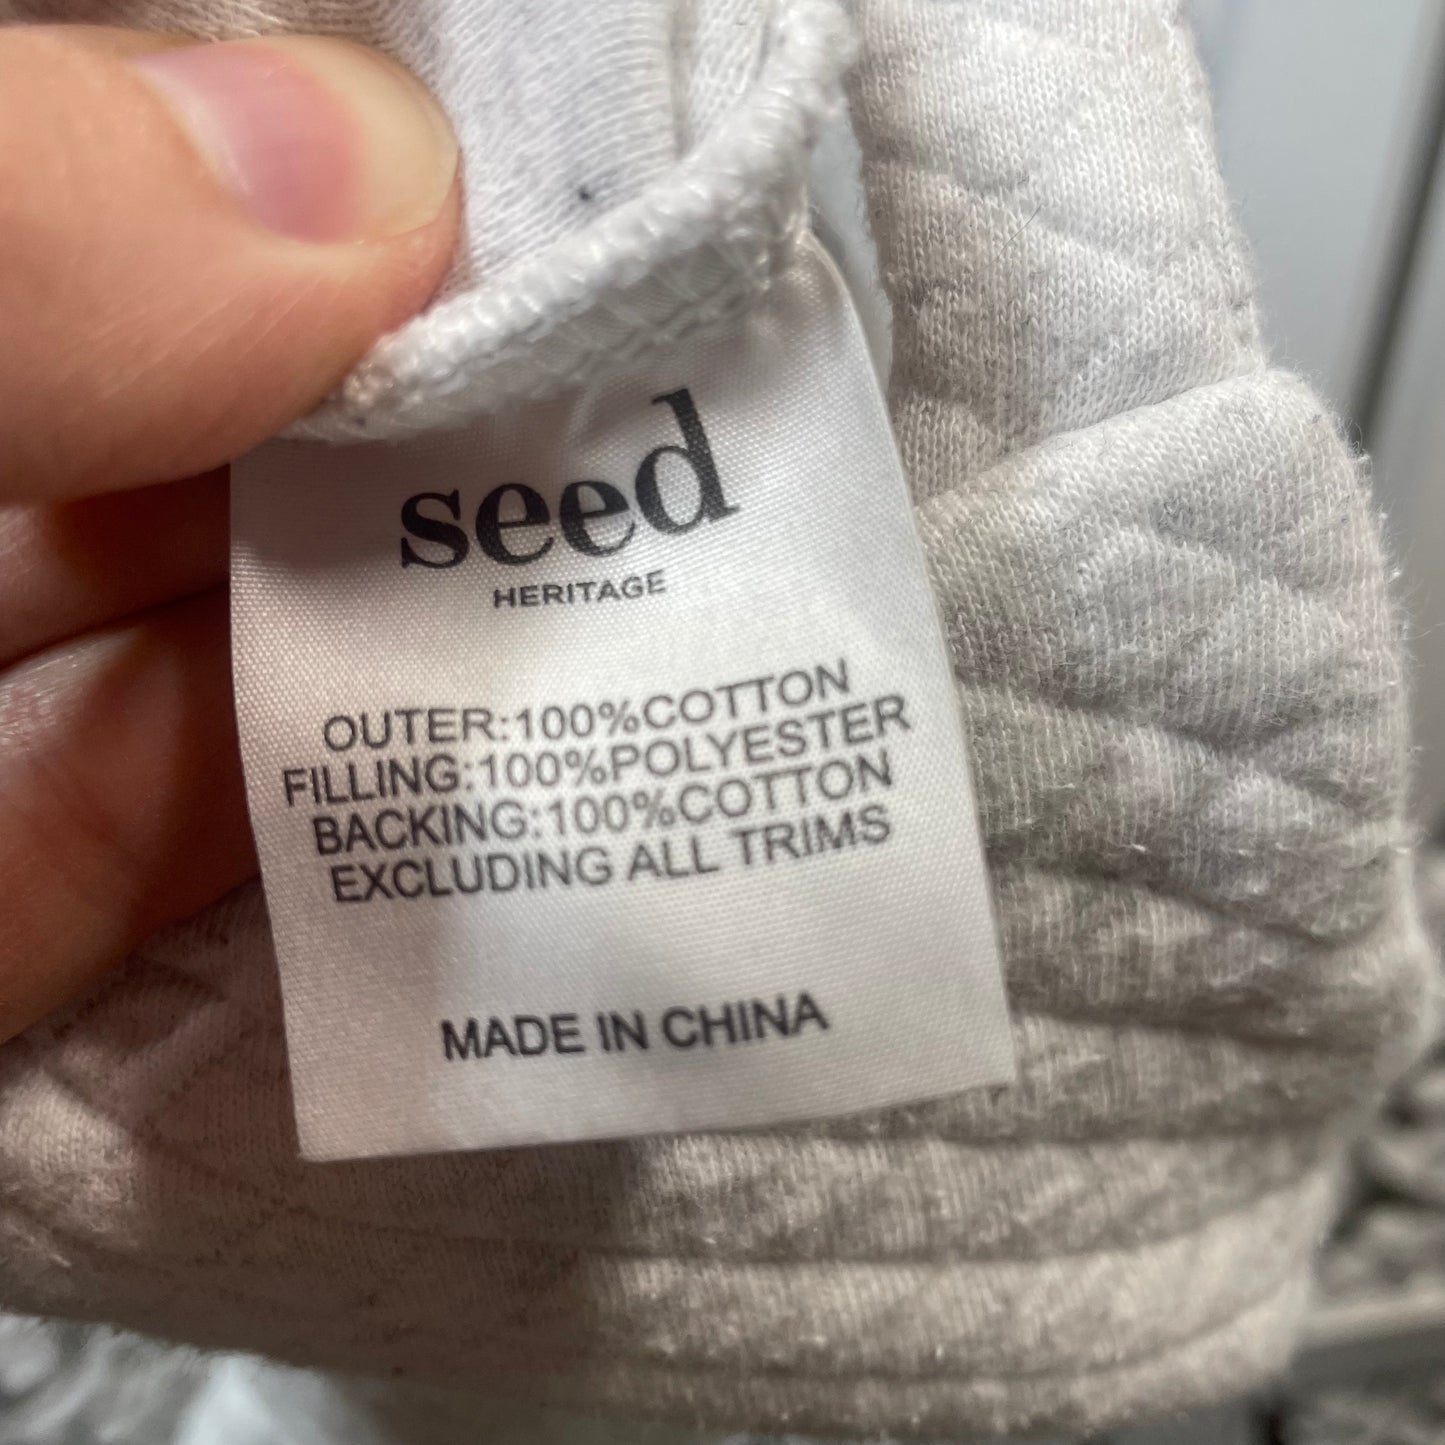 seed
HERITAGE
OUTER:100%COTTON
FILLING:100%POLYESTER
BACKING:100%COTTON
EXCLUDING ALL TRIMS
MADE IN CHINA